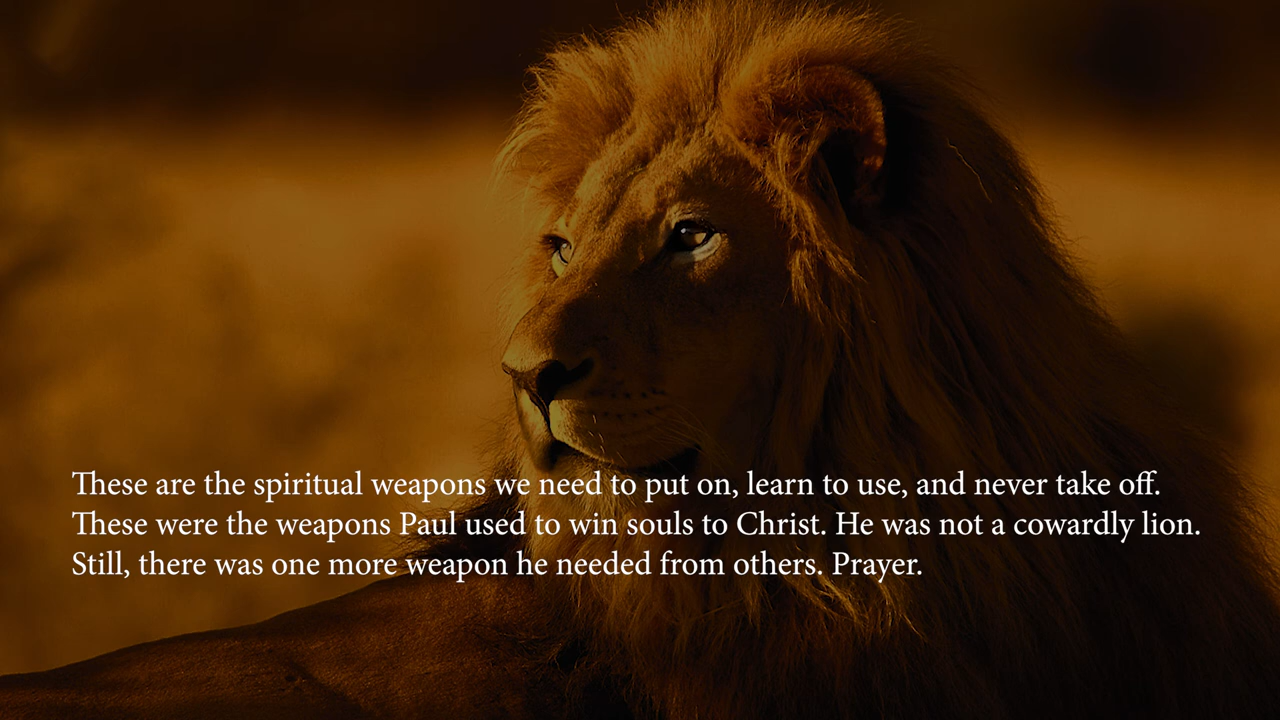 These are the spiritual weapons we need to put on, learn to use, and never take off.
These were the weapons Paul used to win souls to Christ. He was not a cowardly lion.
Still, there was one more weapon he needed from others. Prayer.